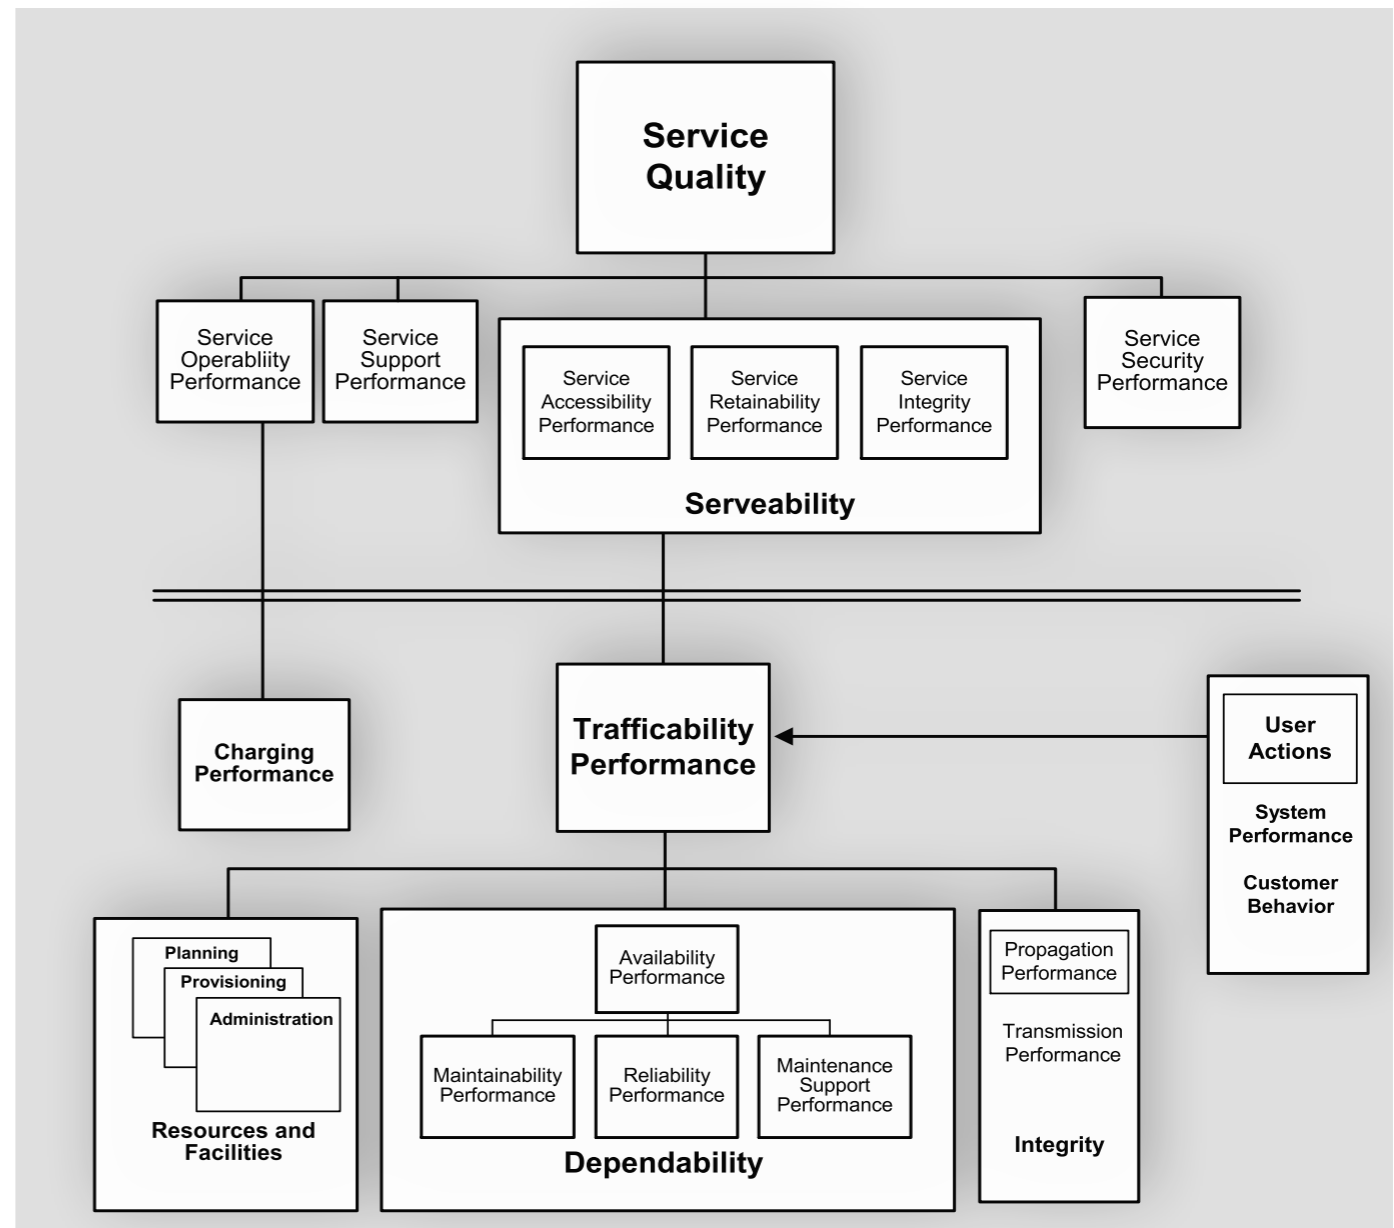 Service
Quality
Service
Operabliity
Performance
Service
Support
Performance
Service
Accessibility
Performance
Service
Retainability
Performance
Service
Integrity
Performance
Serveability
Service
Security
Performance
Charging
Performance
Trafficability
Performance
User
Actions
System
Performance
Customer
Behavior
Planning
Provisioning
Administration
Resources and
Facilities
Availability
Performance
Maintainability
Performance
Reliability
Performance
Maintenance
Support
Performance
Dependability
Propagation
Performance
Transmission
Performance
Integrity